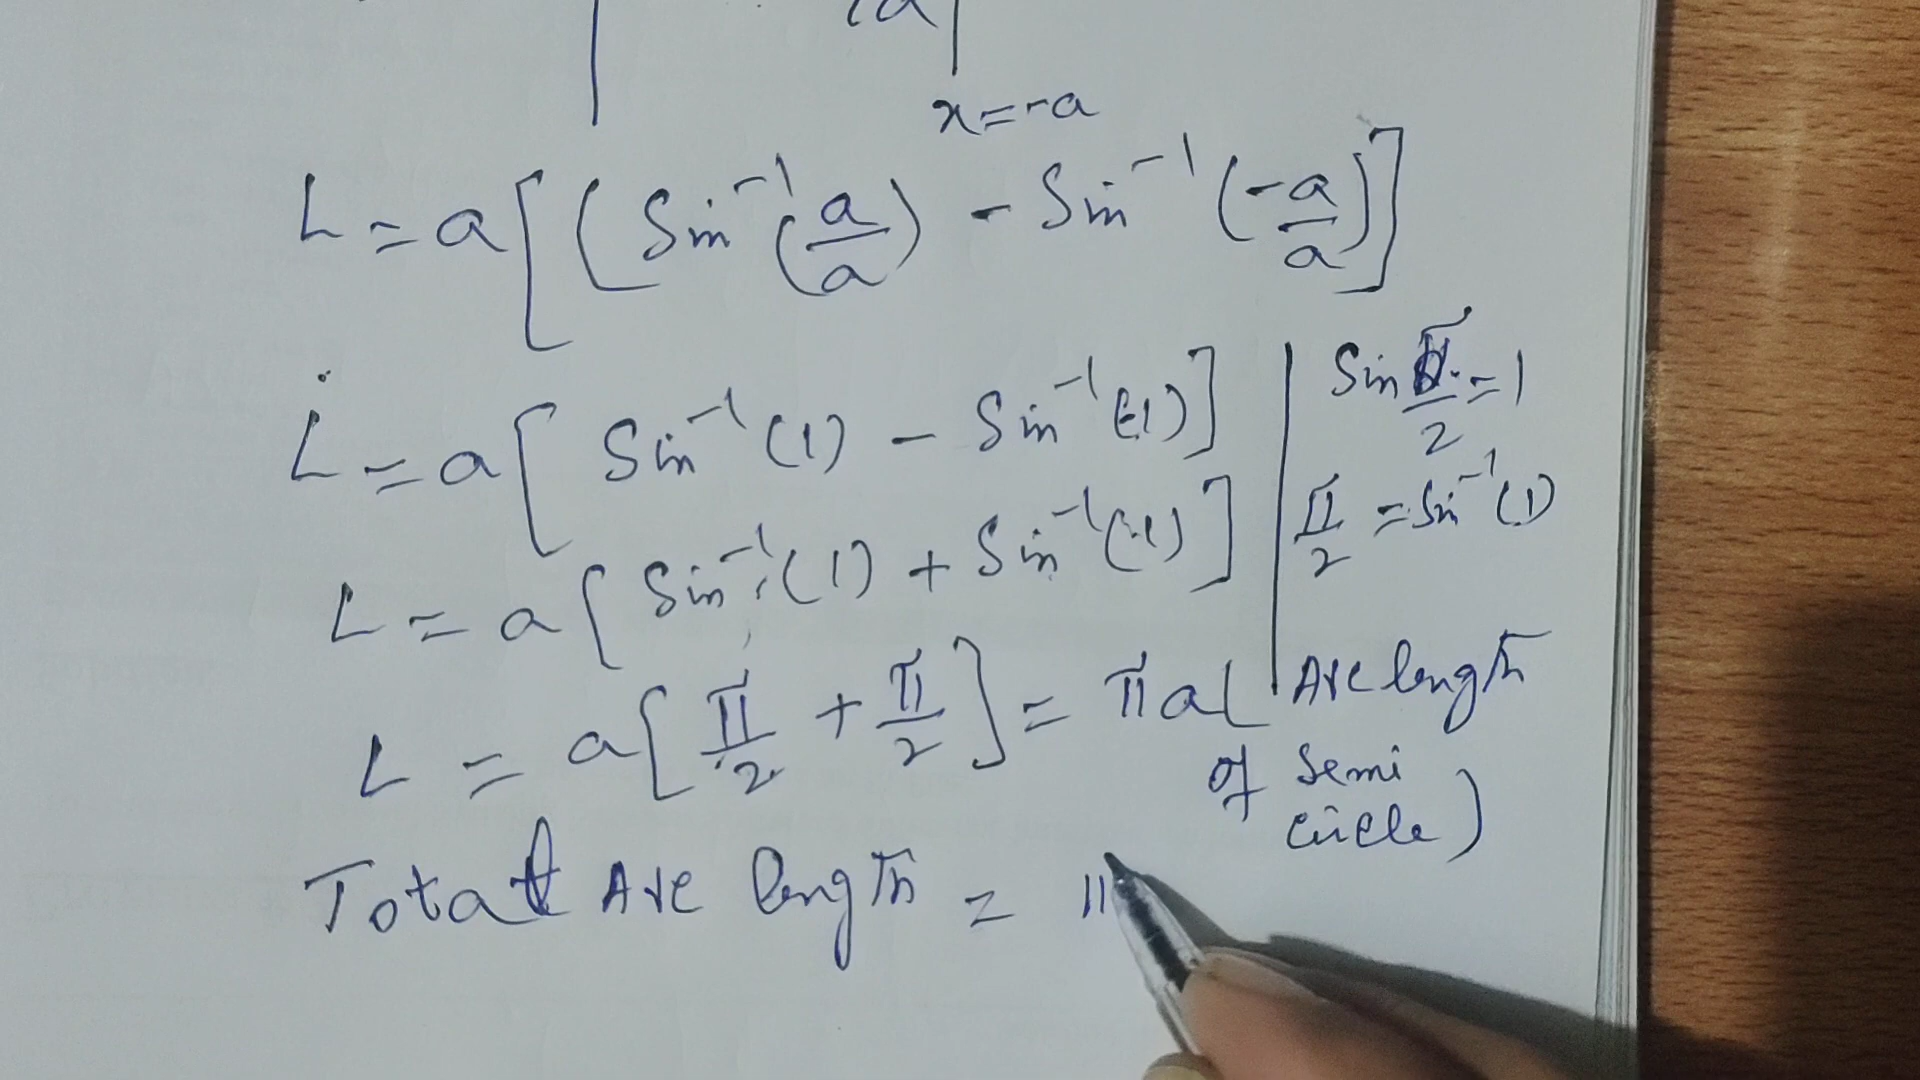 x=-a
L = a[(Sin⁻¹(a/a) - Sin⁻¹(-a/a)]
L = a[Sin⁻¹(1) - Sin⁻¹(-1)]
Sin π/2 = 1
L = a[Sin⁻¹(1) + Sin⁻¹(1)]
π/2 = Sin⁻¹(1)
L = a[π/2 + π/2] = πa( Arc length
of Semi
circle)
Total Arc length = π